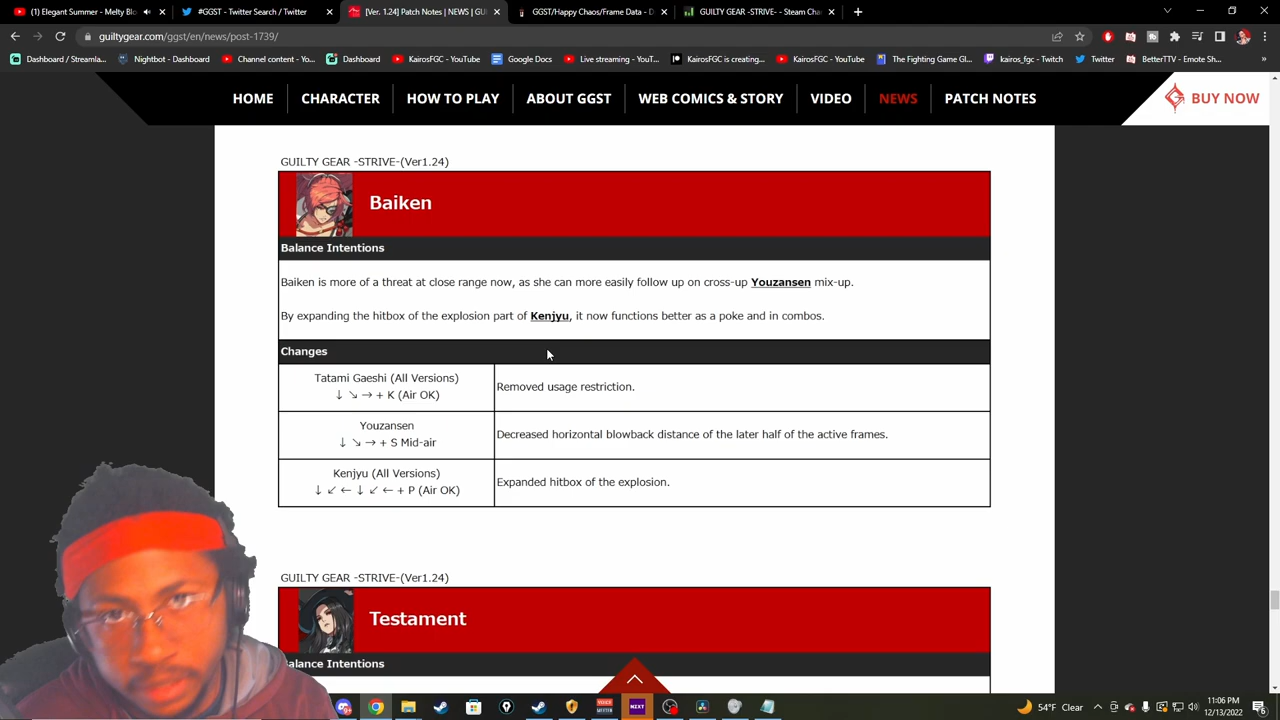 (1) Elegant Summer - Melty Blo
#GGST - Twitter Search / Twitter
[Ver. 1.24] Patch Notes | NEWS | GU
GGST/Frame Data - D
GUILTY GEAR -STRIVE- - Steam Cha
guiltygear.com/ggst/en/news/post-1739/
Dashboard / Streamla...
Nightbot - Dashboard
Channel content - Yo...
Dashboard
KairosFGC - YouTube
Google Docs
Live streaming - YouT...
KairosFGC is creating...
KairosFGC - YouTube
The Fighting Game Gl...
kairos_fgc - Twitch
Twitter
BetterTTV - Emote Sh...
»
HOME
CHARACTER
HOW TO PLAY
ABOUT GGST
WEB COMICS & STORY
VIDEO
NEWS
PATCH NOTES
BUY NOW
GUILTY GEAR -STRIVE-(Ver1.24)
Baiken
Balance Intentions
Baiken is more of a threat at close range now, as she can more easily follow up on cross-up Youzansen mix-up.
By expanding the hitbox of the explosion part of Kenjyu, it now functions better as a poke and in combos.
Changes
Tatami Gaeshi (All Versions)
↓ ↘ → + K (Air OK)
Removed usage restriction.
Youzansen
↓ ↘ → + S Mid-air
Decreased horizontal blowback distance of the later half of the active frames.
Kenjyu (All Versions)
↓ ↙ ← ↓ ↙ ← + P (Air OK)
Expanded hitbox of the explosion.
GUILTY GEAR -STRIVE-(Ver1.24)
Testament
alance Intentions
NZXT
54°F Clear
11:06 PM
12/13/2022